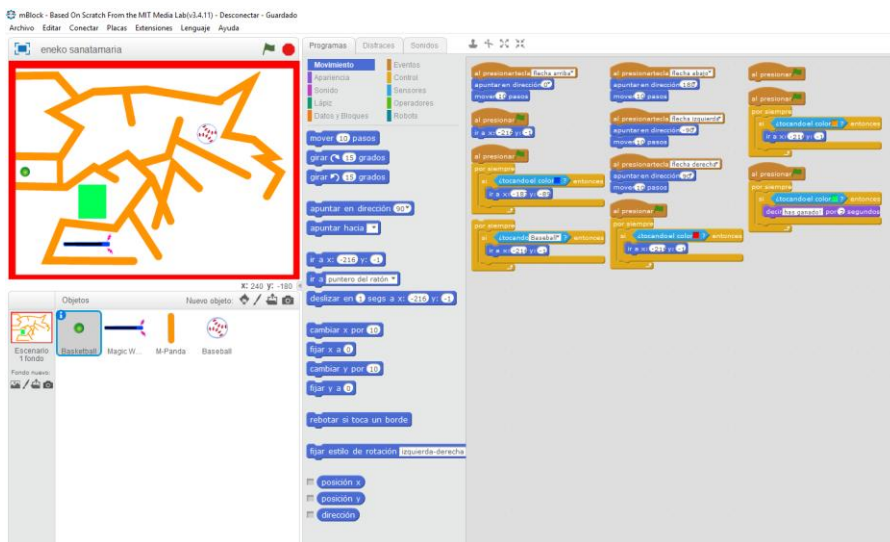 mBlock - Based On Scratch From the MIT Media Lab(v3.4.11) - Desconectar - Guardado
Archivo Editar Conectar Placas Extensiones Lenguaje Ayuda
eneko sanatamaria
X: 240 y: -180
Objetos
Nuevo objeto:
Escenario
1 fondo
Fondo nuevo:
Basketball
Magic W...
M-Panda
Baseball
Programas
Disfraces
Sonidos
Movimiento
Eventos
Apariencia
Control
Sonido
Sensores
Lápiz
Operadores
Datos y Bloques
Robots
mover 10 pasos
girar 15 grados
girar 15 grados
apuntar en dirección 90
apuntar hacia
ir a x: -216 y: -1
ir a puntero del ratón
deslizar en 1 segs a x: -216 y: -1
cambiar x por 10
fijar x a 0
cambiar y por 10
fijar y a 0
rebotar si toca un borde
fijar estilo de rotación izquierda-derecha
posición x
posición y
dirección
al presionar tecla flecha arriba
apuntar en dirección 0
mover 10 pasos
al presionar
ir a x: -216 y: -1
al presionar
por siempre
si ¿tocando el color ? entonces
ir a x: y:
por siempre
si ¿tocando Baseball entonces
ir a x: -216 y: -1
al presionar tecla flecha abajo
apuntar en dirección 180
mover 10 pasos
al presionar tecla flecha izquierda
apuntar en dirección -90
mover 10 pasos
al presionar tecla flecha derecha
apuntar en dirección 90
mover 10 pasos
al presionar
por siempre
si ¿tocando el color ? entonces
ir a x: -216 y: -1
al presionar
al presionar
por siempre
si ¿tocando el color ? entonces
ir a x: -216 y: -1
al presionar
por siempre
si ¿tocando el color ? entonces
decir has ganado! por 2 segundos